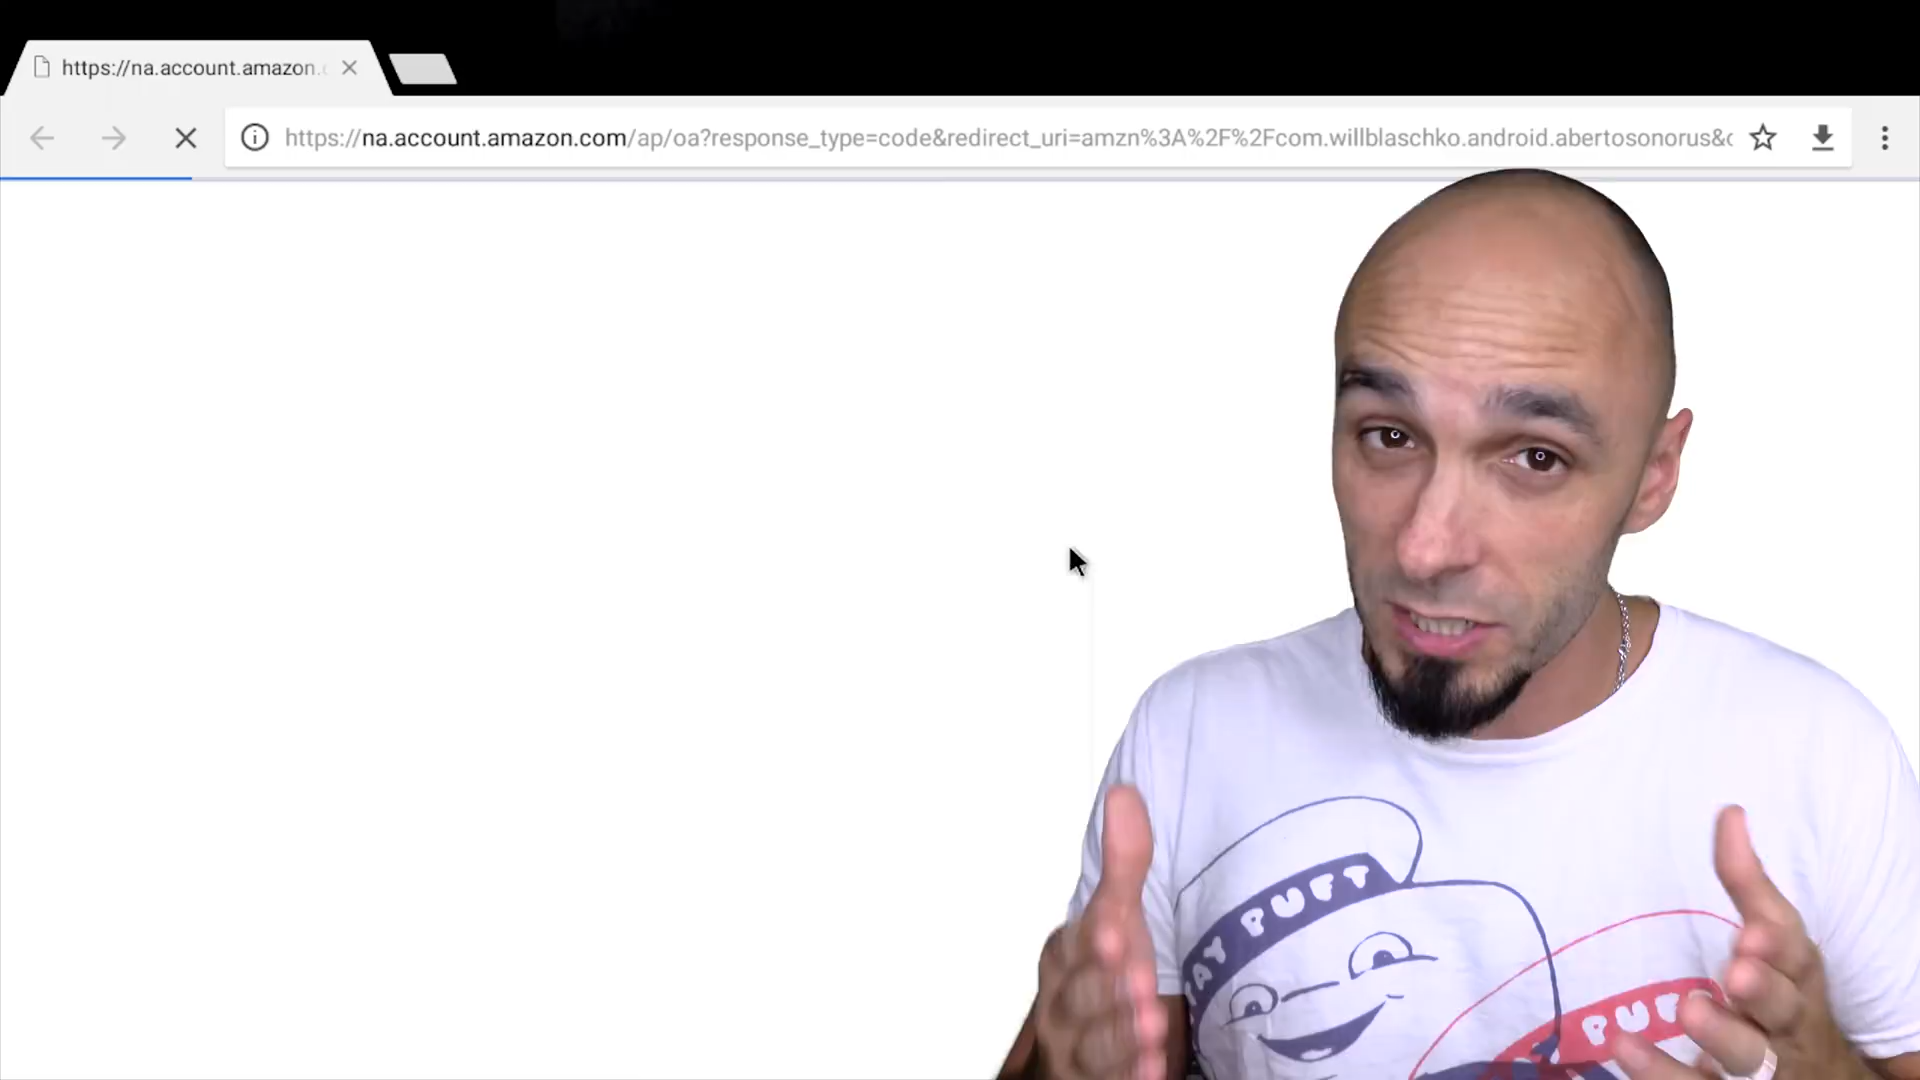 https://na.account.amazon.
https://na.account.amazon.com/ap/oa?response_type=code&redirect_uri=amzn%3A%2F%2Fcom.willblaschko.android.abertosonorus&c
TAY PUFT
Y PUF